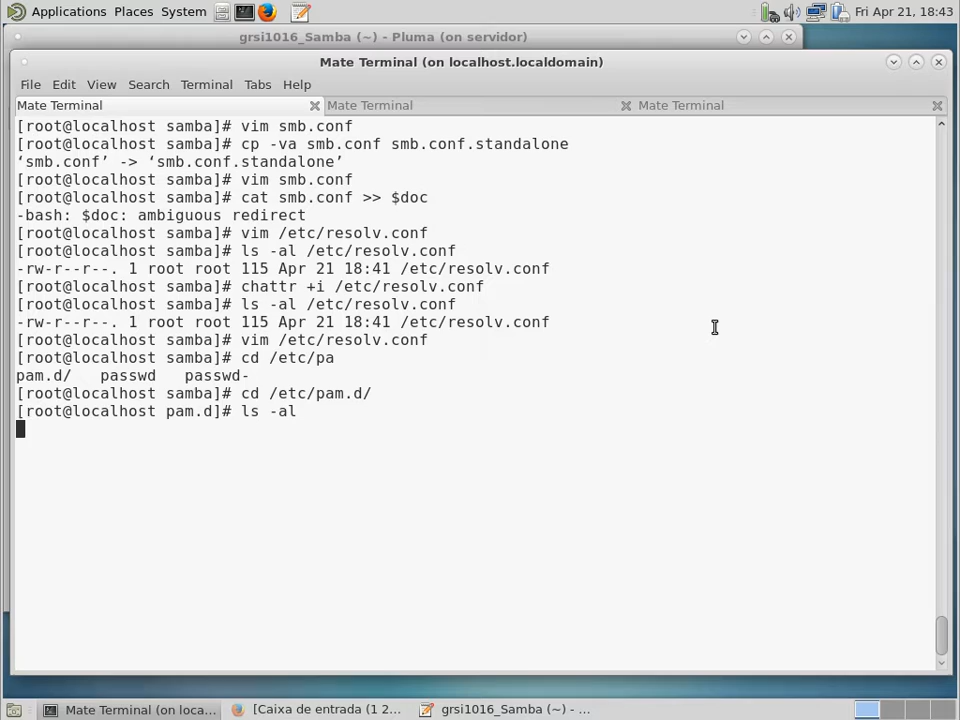 Applications Places System Fri Apr 21, 18:43
grsi1016_Samba (~) - Pluma (on servidor)
Mate Terminal (on localhost.localdomain)
File Edit View Search Terminal Tabs Help
Mate Terminal Mate Terminal Mate Terminal
[root@localhost samba]# vim smb.conf
[root@localhost samba]# cp -va smb.conf smb.conf.standalone
‘smb.conf’ -> ‘smb.conf.standalone’
[root@localhost samba]# vim smb.conf
[root@localhost samba]# cat smb.conf >> $doc
-bash: $doc: ambiguous redirect
[root@localhost samba]# vim /etc/resolv.conf
[root@localhost samba]# ls -al /etc/resolv.conf
-rw-r--r--. 1 root root 115 Apr 21 18:41 /etc/resolv.conf
[root@localhost samba]# chattr +i /etc/resolv.conf
[root@localhost samba]# ls -al /etc/resolv.conf
-rw-r--r--. 1 root root 115 Apr 21 18:41 /etc/resolv.conf
[root@localhost samba]# vim /etc/resolv.conf
[root@localhost samba]# cd /etc/pa
pam.d/   passwd   passwd-
[root@localhost samba]# cd /etc/pam.d/
[root@localhost pam.d]# ls -al
Mate Terminal (on loca... [Caixa de entrada (1 2... grsi1016_Samba (~) - ...